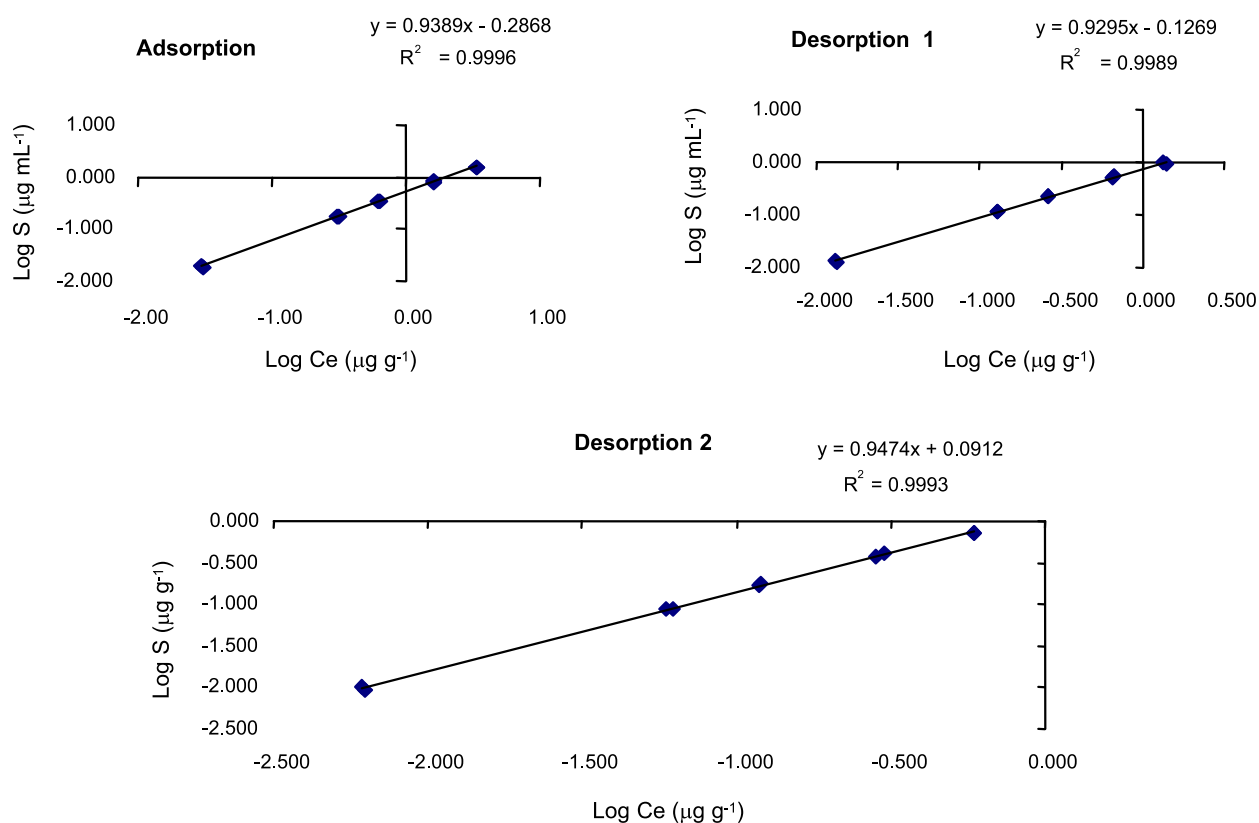 Adsorption
y = 0.9389x - 0.2868
R² = 0.9996
Log S (μg mL⁻¹)
1.000
0.000
-1.000
-2.000
-2.00 -1.00 0.00 1.00
Log Ce (μg g⁻¹)
Desorption 1
y = 0.9295x - 0.1269
R² = 0.9989
Log S (μg mL⁻¹)
1.000
0.000
-1.000
-2.000
-2.000 -1.500 -1.000 -0.500 0.000 0.500
Log Ce (μg g⁻¹)
Desorption 2
y = 0.9474x + 0.0912
R² = 0.9993
Log S (μg g⁻¹)
0.000
-0.500
-1.000
-1.500
-2.000
-2.500
-2.500 -2.000 -1.500 -1.000 -0.500 0.000
Log Ce (μg g⁻¹)